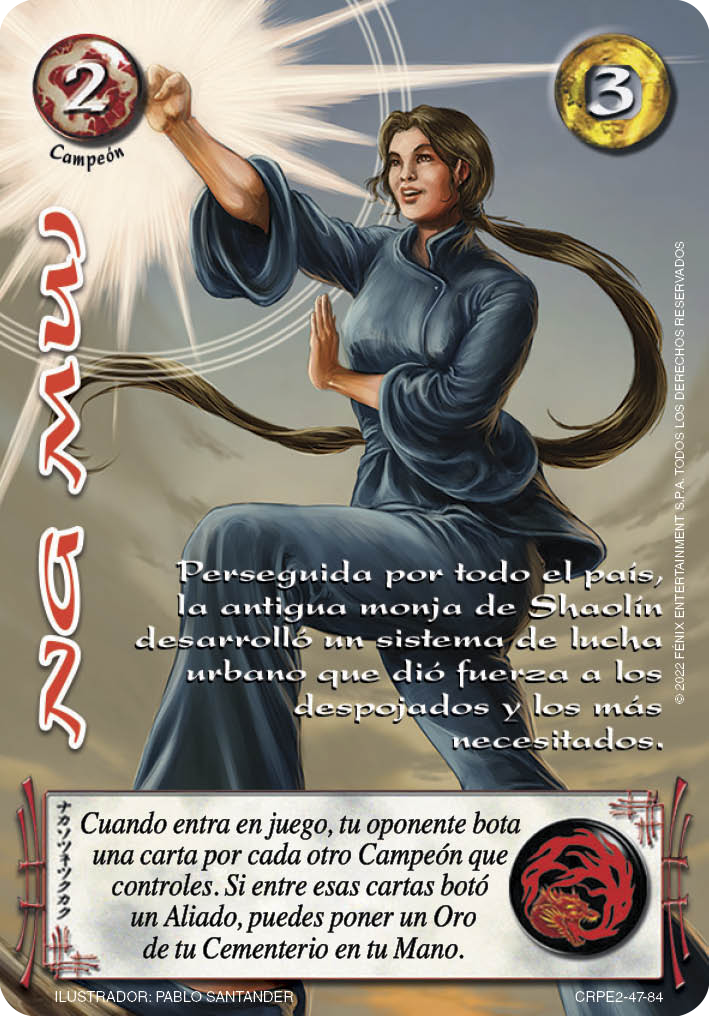 2
3
Campeón
Ng Mui
Perseguida por todo el país,
la antigua monja de Shaolín
desarrolló un sistema de lucha
urbano que dió fuerza a los
despojados y los más
necesitados.
© 2022 FÉNIX ENTERTAINMENT S.P.A. TODOS LOS DERECHOS RESERVADOS
ナカソツネツクカク
Cuando entra en juego, tu oponente bota
una carta por cada otro Campeón que
controles. Si entre esas cartas botó
un Aliado, puedes poner un Oro
de tu Cementerio en tu Mano.
ILUSTRADOR: PABLO SANTANDER
CRPE2-47-84